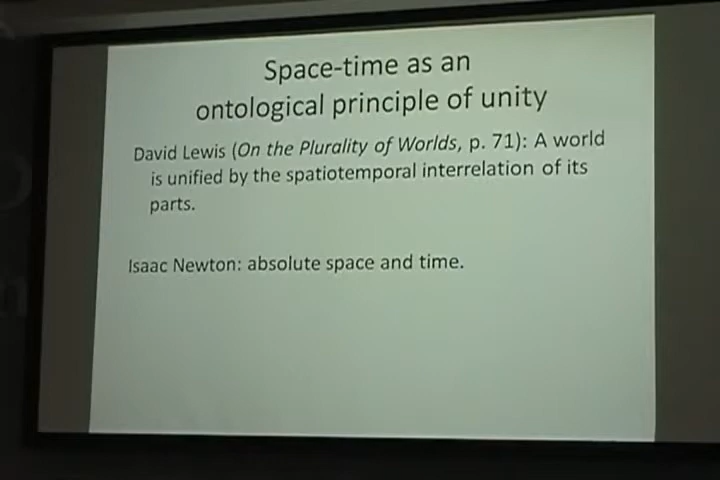 Space-time as an
ontological principle of unity
David Lewis (On the Plurality of Worlds, p. 71): A world
is unified by the spatiotemporal interrelation of its
parts.
Isaac Newton: absolute space and time.